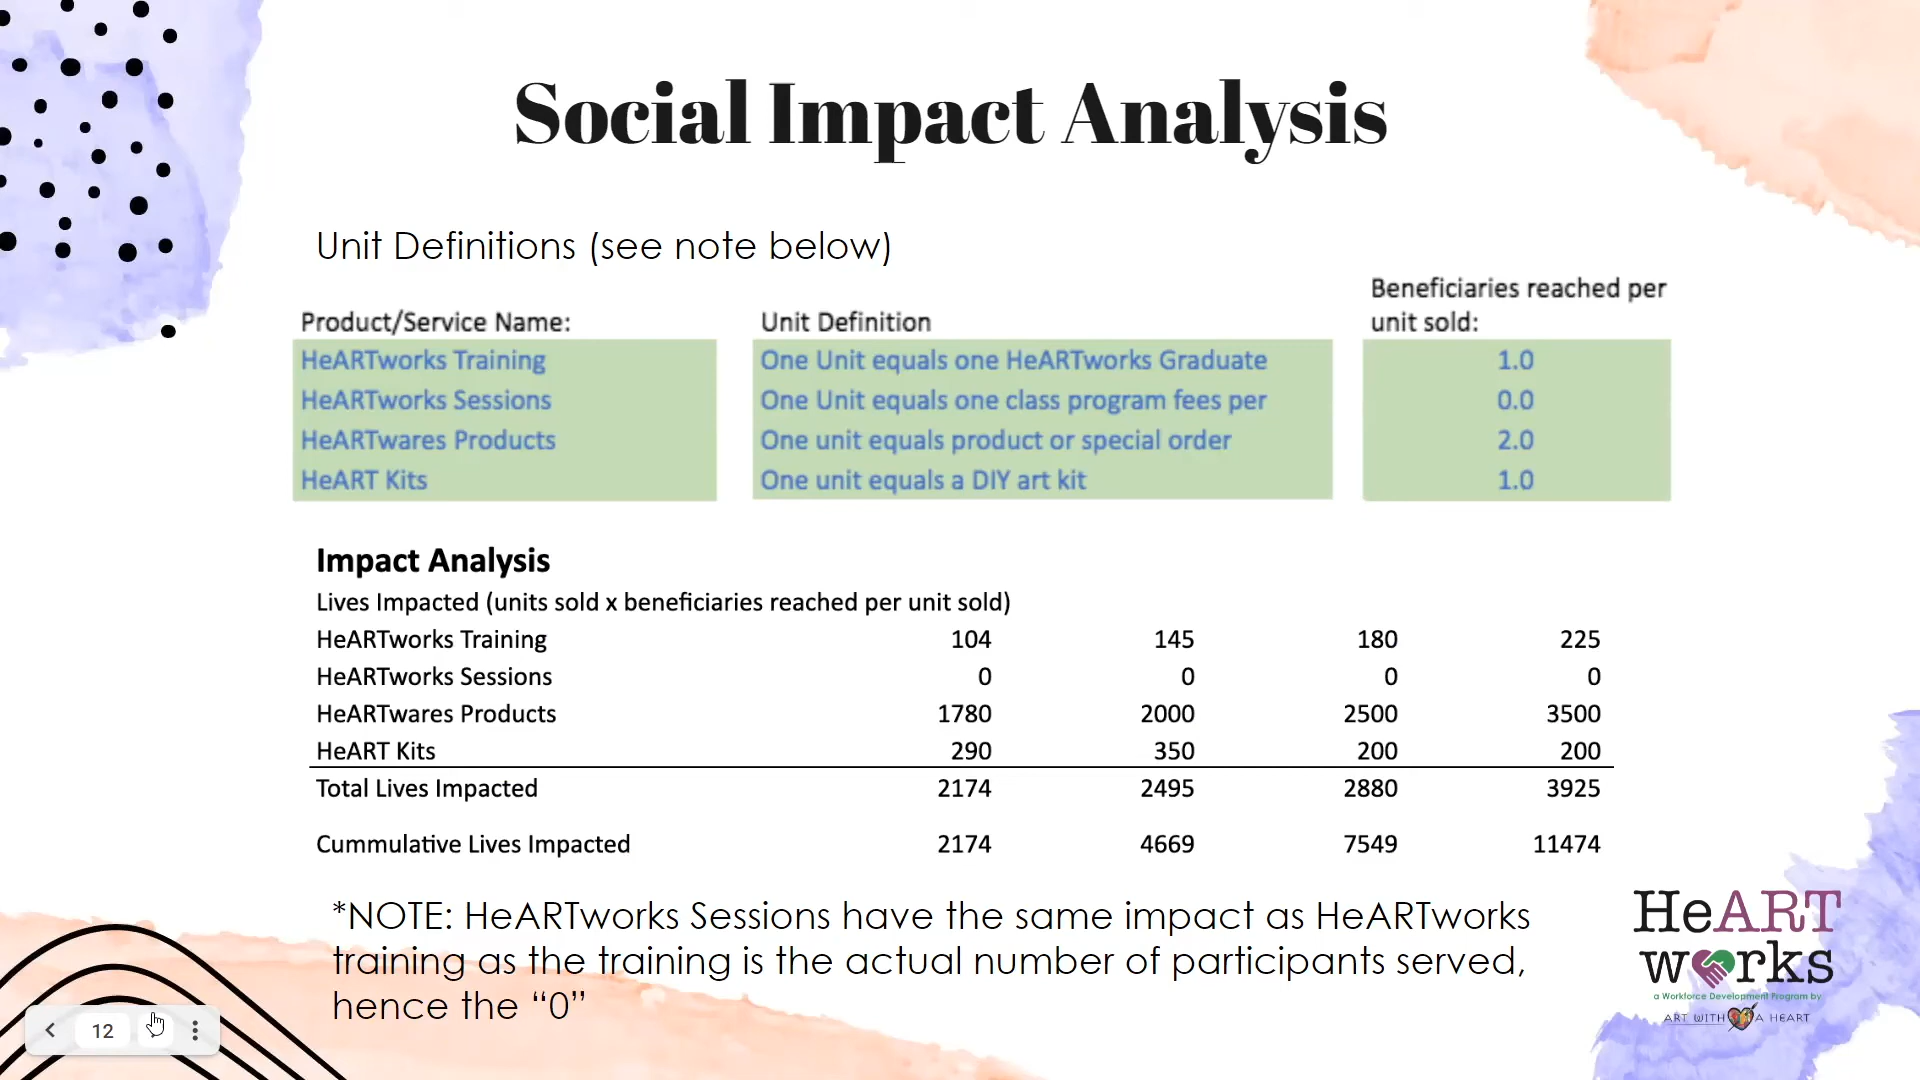 Social Impact Analysis
Unit Definitions (see note below)
Product/Service Name: Unit Definition Beneficiaries reached per unit sold:
HeARTworks Training One Unit equals one HeARTworks Graduate 1.0
HeARTworks Sessions One Unit equals one class program fees per 0.0
HeARTwares Products One unit equals product or special order 2.0
HeART Kits One unit equals a DIY art kit 1.0
Impact Analysis
Lives Impacted (units sold x beneficiaries reached per unit sold)
HeARTworks Training 104 145 180 225
HeARTworks Sessions 0 0 0 0
HeARTwares Products 1780 2000 2500 3500
HeART Kits 290 350 200 200
Total Lives Impacted 2174 2495 2880 3925
Cummulative Lives Impacted 2174 4669 7549 11474
*NOTE: HeARTworks Sessions have the same impact as HeARTworks
training as the training is the actual number of participants served,
hence the “0”
HeART
works
a Workforce Development Program by
ART WITH A HEART
12